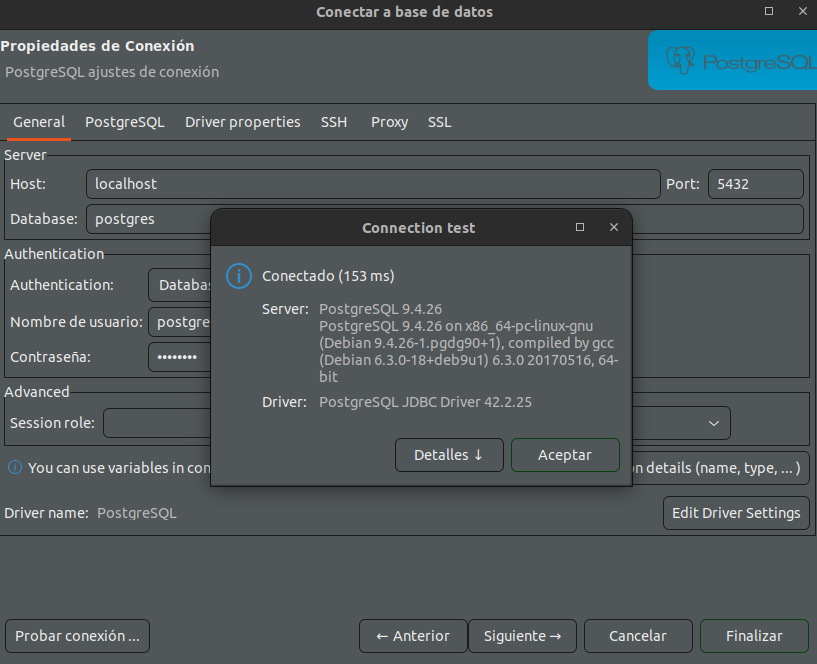 Conectar a base de datos
Propiedades de Conexión
PostgreSQL ajustes de conexión
PostgreSQL
General PostgreSQL Driver properties SSH Proxy SSL
Server
Host: localhost Port: 5432
Database: postgres
Authentication
Authentication:
Nombre de usuario:
Contraseña: ••••••••
Advanced
Session role:
You can use variables in details (name, type, ... )
Driver name: PostgreSQL
Edit Driver Settings
Connection test
Conectado (153 ms)
Server: PostgreSQL 9.4.26
PostgreSQL 9.4.26 on x86_64-pc-linux-gnu
(Debian 9.4.26-1.pgdg90+1), compiled by gcc
(Debian 6.3.0-18+deb9u1) 6.3.0 20170516, 64-
bit
Driver: PostgreSQL JDBC Driver 42.2.25
Detalles ↓ Aceptar
Probar conexión ... ← Anterior Siguiente → Cancelar Finalizar